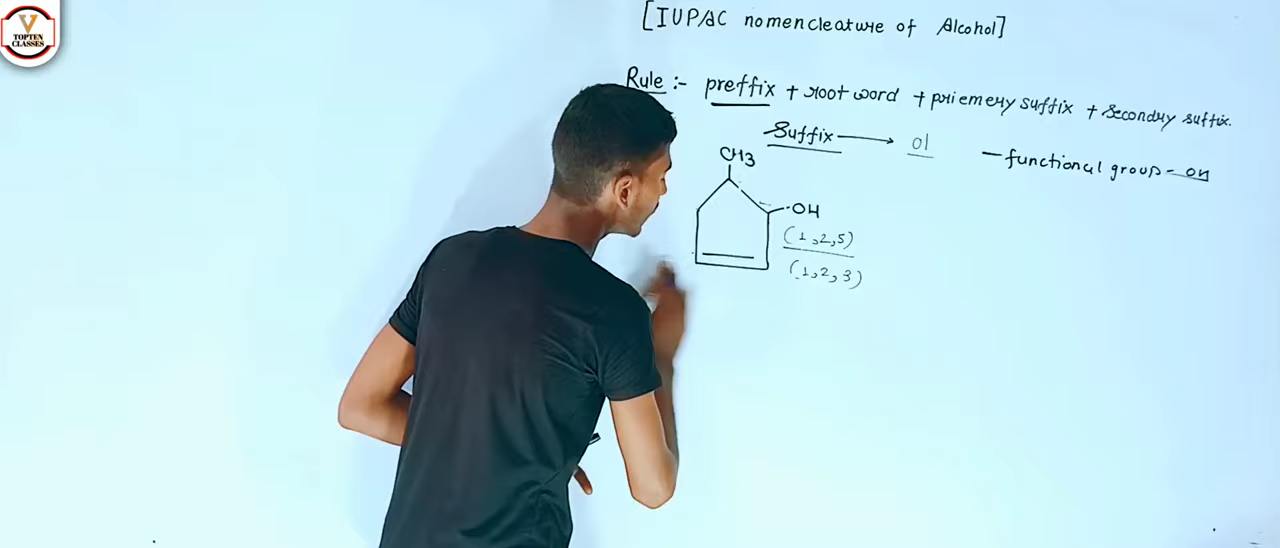 TOPTEN
CLASSES
[IUPAC nomencleature of Alcohol]
Rule :- preffix + root word + priemery suffix + secondry suffix.
Suffix → ol
- functional group - OH
CH3
-OH
(1,2,5)
(1,2,3)